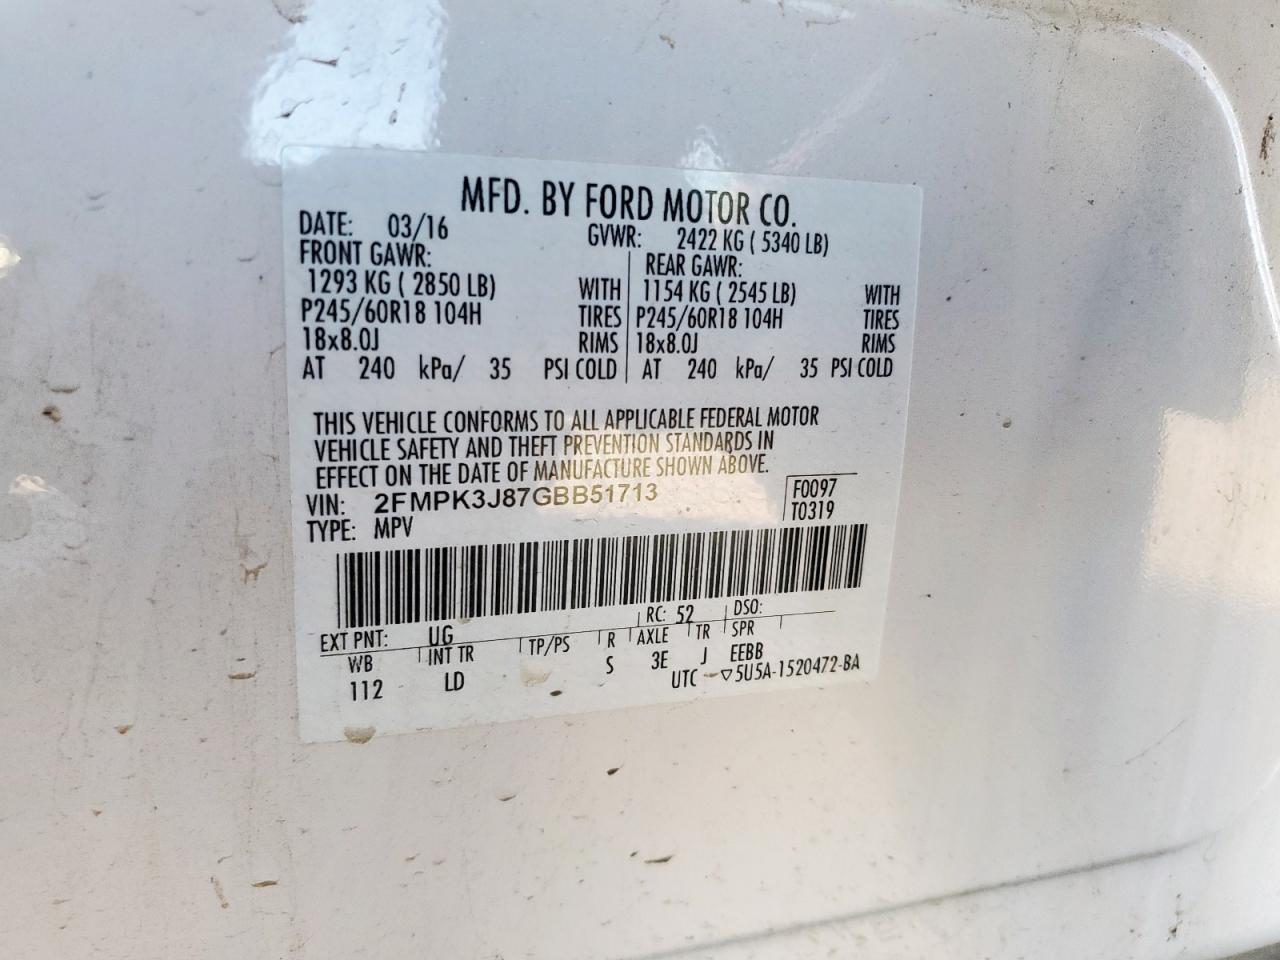 MFD. BY FORD MOTOR CO.
DATE: 03/16 GVWR: 2422 KG ( 5340 LB)
FRONT GAWR: REAR GAWR:
1293 KG ( 2850 LB) WITH 1154 KG ( 2545 LB) WITH
P245/60R18 104H TIRES P245/60R18 104H TIRES
18x8.0J RIMS 18x8.0J RIMS
AT 240 kPa/ 35 PSI COLD AT 240 kPa/ 35 PSI COLD
THIS VEHICLE CONFORMS TO ALL APPLICABLE FEDERAL MOTOR
VEHICLE SAFETY AND THEFT PREVENTION STANDARDS IN
EFFECT ON THE DATE OF MANUFACTURE SHOWN ABOVE.
VIN: 2FMPK3J87GBB51713 F0097
TYPE: MPV T0319
EXT PNT: UG RC: 52 DSO:
WB INT TR TP/PS R AXLE TR SPR
112 LD S 3E J EEBB
UTC ▽5U5A-1520472-BA